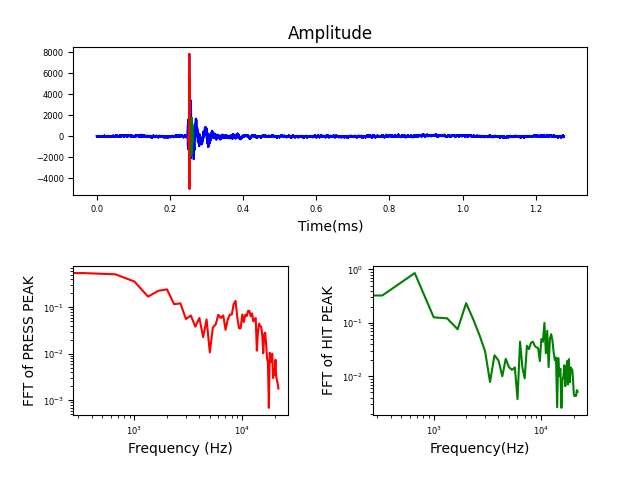 Amplitude
8000
6000
4000
2000
0
−2000
−4000
0.0 0.2 0.4 0.6 0.8 1.0 1.2
Time(ms)
FFT of PRESS PEAK
10⁻¹
10⁻²
10⁻³
10³ 10⁴
Frequency (Hz)
FFT of HIT PEAK
10⁰
10⁻¹
10⁻²
10³ 10⁴
Frequency(Hz)